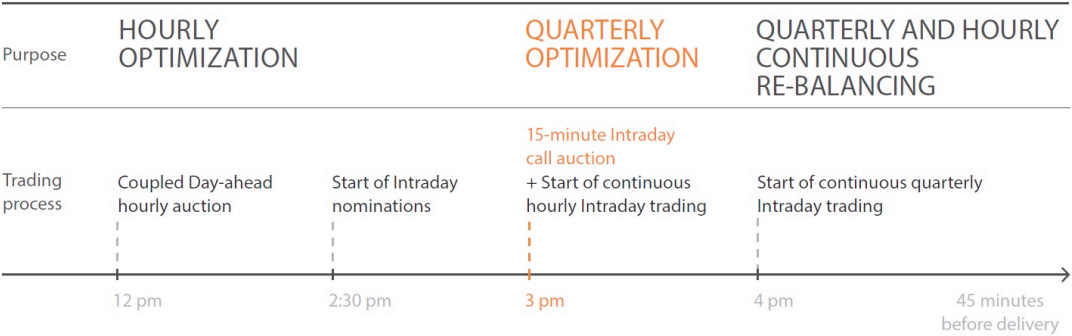 Purpose
HOURLY
OPTIMIZATION
QUARTERLY
OPTIMIZATION
QUARTERLY AND HOURLY
CONTINUOUS
RE-BALANCING
Trading
process
Coupled Day-ahead
hourly auction
Start of Intraday
nominations
15-minute Intraday
call auction
+ Start of continuous
hourly Intraday trading
Start of continuous quarterly
Intraday trading
12 pm
2:30 pm
3 pm
4 pm
45 minutes
before delivery